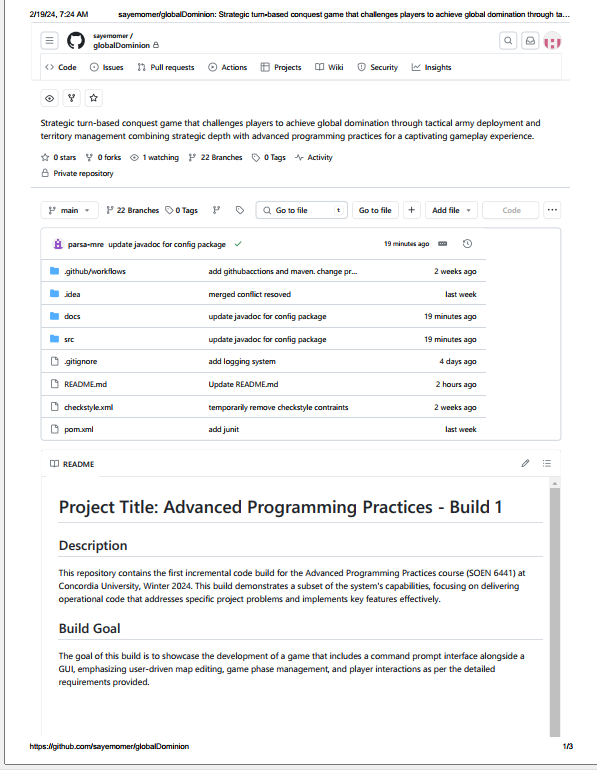 2/19/24, 7:24 AM sayemomer/globalDominion: Strategic turn-based conquest game that challenges players to achieve global domination through ta…
sayemomer /
globalDominion
Code Issues Pull requests Actions Projects Wiki Security Insights
Strategic turn-based conquest game that challenges players to achieve global domination through tactical army deployment and
territory management combining strategic depth with advanced programming practices for a captivating gameplay experience.
0 stars 0 forks 1 watching 22 Branches 0 Tags Activity
Private repository
main 22 Branches 0 Tags Go to file t Go to file + Add file Code ...
parsa-mre update javadoc for config package 19 minutes ago
.github/workflows add githubacctions and maven. change pr... 2 weeks ago
.idea merged conflict resoved last week
docs update javadoc for config package 19 minutes ago
src update javadoc for config package 19 minutes ago
.gitignore add logging system 4 days ago
README.md Update README.md 2 hours ago
checkstyle.xml temporarily remove checkstyle contraints 2 weeks ago
pom.xml add junit last week
README
Project Title: Advanced Programming Practices - Build 1
Description
This repository contains the first incremental code build for the Advanced Programming Practices course (SOEN 6441) at
Concordia University, Winter 2024. This build demonstrates a subset of the system's capabilities, focusing on delivering
operational code that addresses specific project problems and implements key features effectively.
Build Goal
The goal of this build is to showcase the development of a game that includes a command prompt interface alongside a
GUI, emphasizing user-driven map editing, game phase management, and player interactions as per the detailed
requirements provided.
https://github.com/sayemomer/globalDominion 1/3